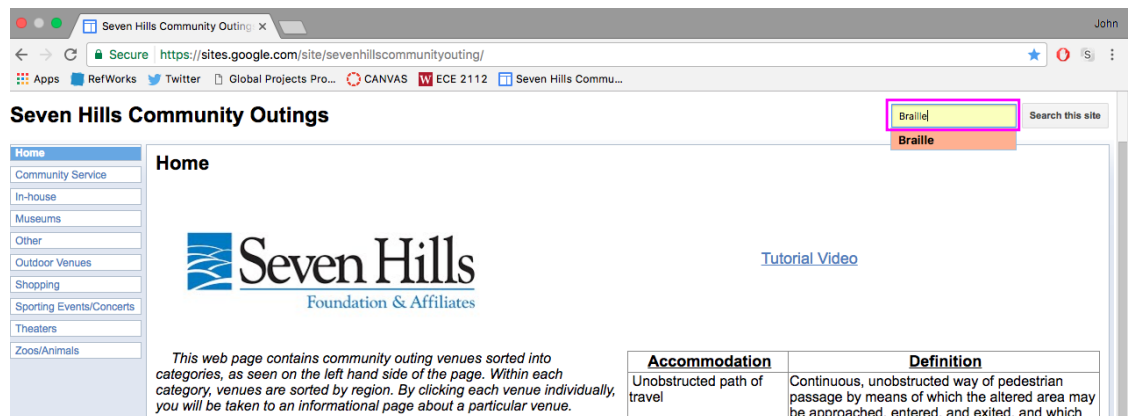 Seven Hills Community Outing
John
Secure
https://sites.google.com/site/sevenhillscommunityouting/
Apps RefWorks Twitter Global Projects Pro... CANVAS W ECE 2112 Seven Hills Commu...
Seven Hills Community Outings
Braille
Search this site
Braille
Home
Community Service
In-house
Museums
Other
Outdoor Venues
Shopping
Sporting Events/Concerts
Theaters
Zoos/Animals
Home
Seven Hills
Foundation & Affiliates
Tutorial Video
This web page contains community outing venues sorted into
categories, as seen on the left hand side of the page. Within each
category, venues are sorted by region. By clicking each venue individually,
you will be taken to an informational page about a particular venue.
Accommodation Definition
Unobstructed path of
travel
Continuous, unobstructed way of pedestrian
passage by means of which the altered area may
be approached, entered, and exited, and which